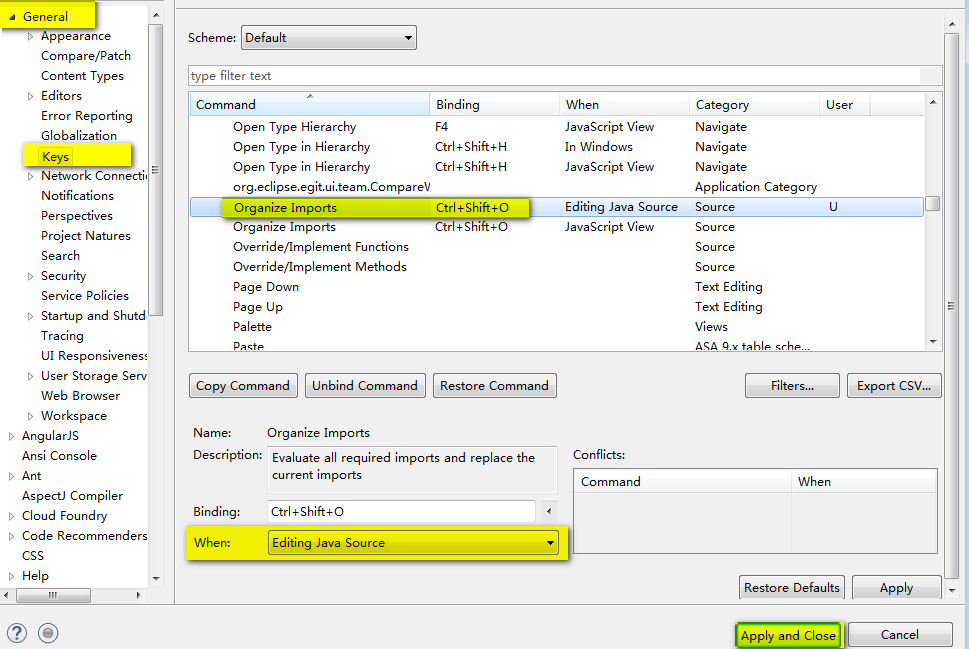 General
Appearance
Compare/Patch
Content Types
Editors
Error Reporting
Globalization
Keys
Network Connecti
Notifications
Perspectives
Project Natures
Search
Security
Service Policies
Startup and Shutd
Tracing
UI Responsiveness
User Storage Serv
Web Browser
Workspace
AngularJS
Ansi Console
Ant
AspectJ Compiler
Cloud Foundry
Code Recommenders
CSS
Help
Scheme: Default
type filter text
Command Binding When Category User
Open Type Hierarchy F4 JavaScript View Navigate
Open Type in Hierarchy Ctrl+Shift+H In Windows Navigate
Open Type in Hierarchy Ctrl+Shift+H JavaScript View Navigate
org.eclipse.egit.ui.team.CompareW Application Category
Organize Imports Ctrl+Shift+O Editing Java Source Source U
Organize Imports Ctrl+Shift+O JavaScript View Source
Override/Implement Functions Source
Override/Implement Methods Source
Page Down Text Editing
Page Up Text Editing
Palette Views
Paste ASA 9.x table sche...
Copy Command Unbind Command Restore Command Filters... Export CSV...
Name: Organize Imports
Description: Evaluate all required imports and replace the
current imports
Binding: Ctrl+Shift+O
When: Editing Java Source
Conflicts:
Command When
Restore Defaults Apply
? Apply and Close Cancel